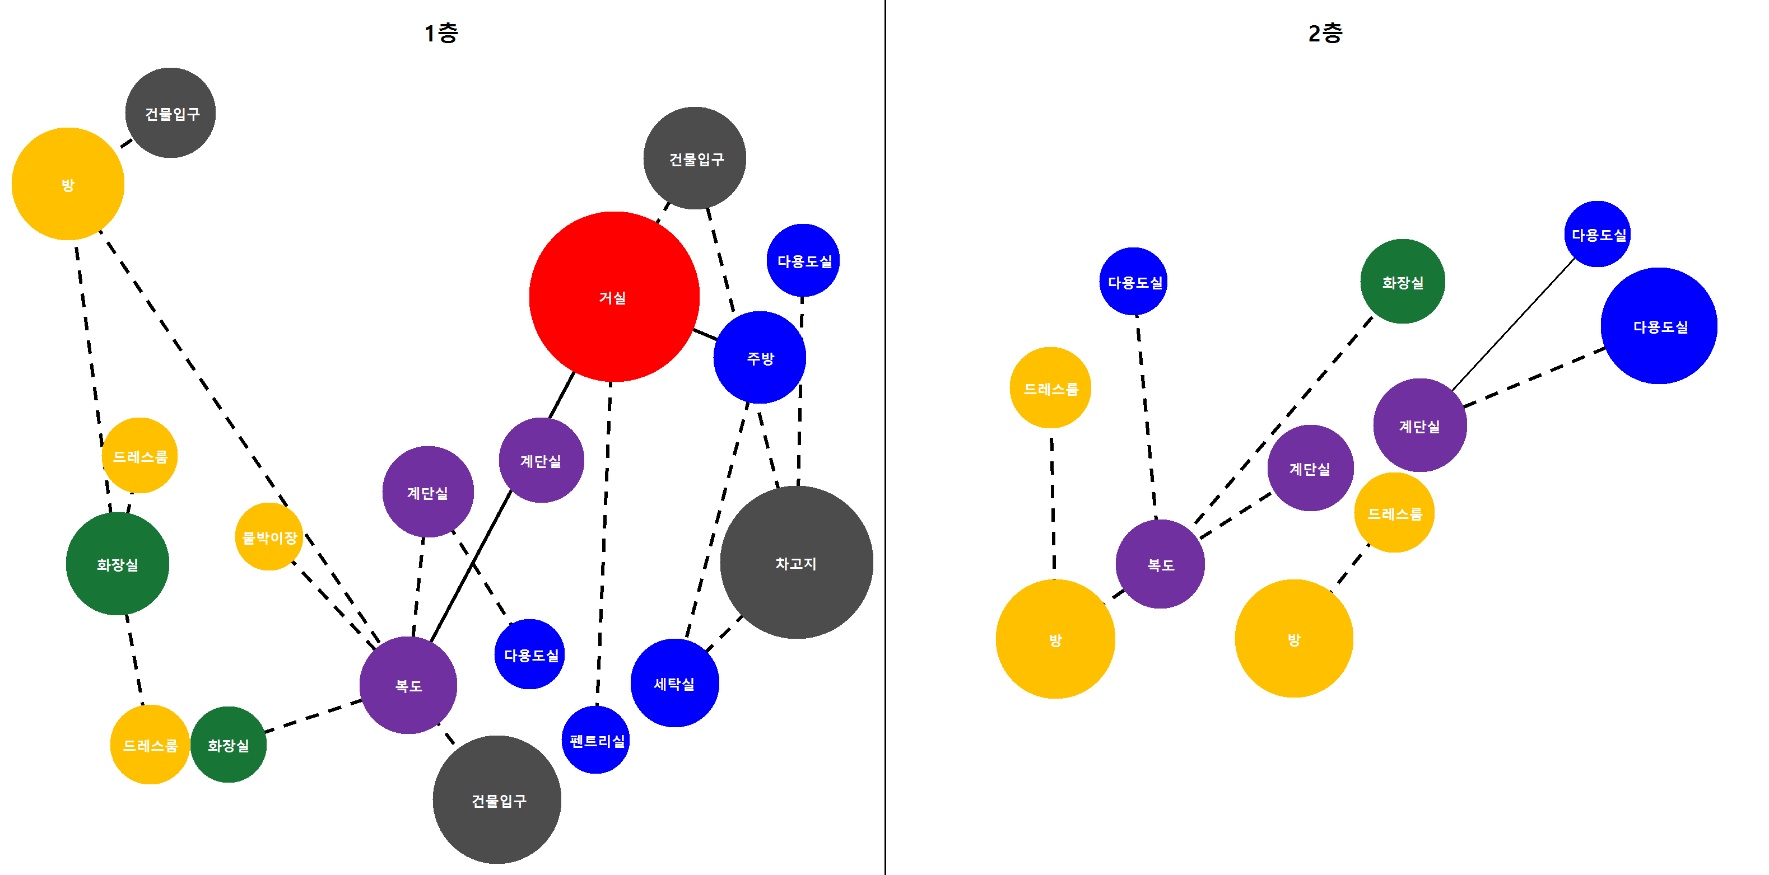 1층
건물입구
방
건물입구
다용도실
거실
주방
드레스룸
계단실
계단실
붙박이장
화장실
차고지
다용도실
복도
세탁실
드레스룸
화장실
펜트리실
건물입구
2층
다용도실
다용도실
화장실
다용도실
드레스룸
계단실
계단실
드레스룸
복도
방
방